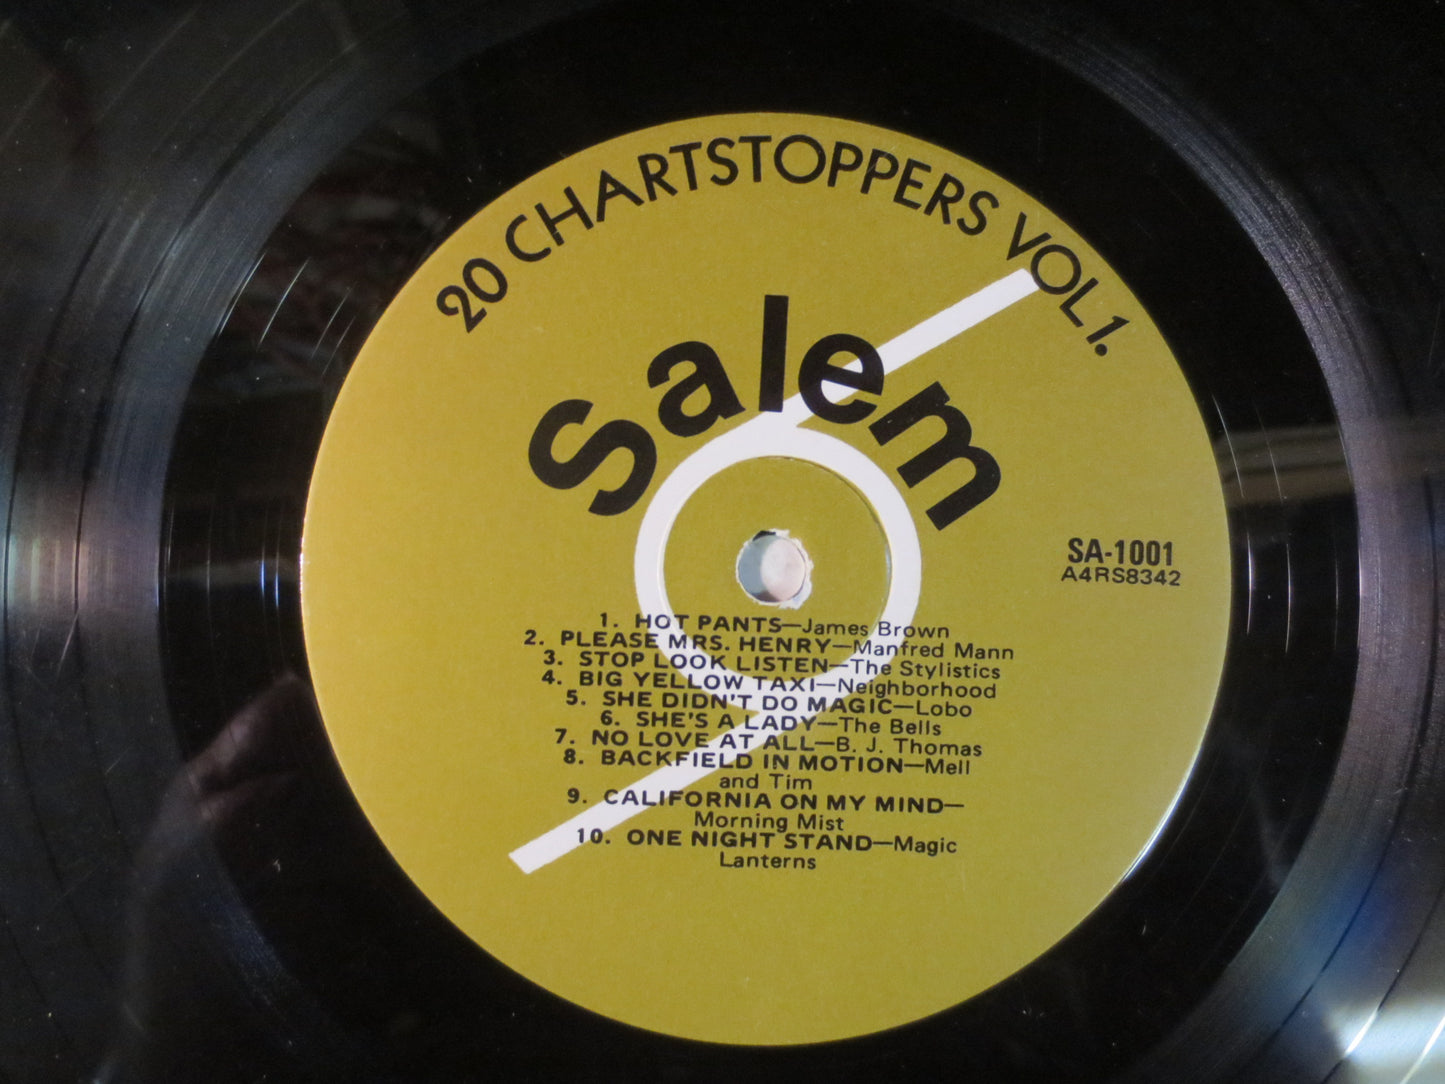 20 CHARTSTOPPERS VOL 1.
Salem
SA-1001
A4RS8342
1. HOT PANTS—James Brown
2. PLEASE MRS. HENRY—Manfred Mann
3. STOP LOOK LISTEN—The Stylistics
4. BIG YELLOW TAXI—Neighborhood
5. SHE DIDN'T DO MAGIC—Lobo
6. SHE'S A LADY—The Bells
7. NO LOVE AT ALL—B. J. Thomas
8. BACKFIELD IN MOTION—Mell
and Tim
9. CALIFORNIA ON MY MIND—
Morning Mist
10. ONE NIGHT STAND—Magic
Lanterns